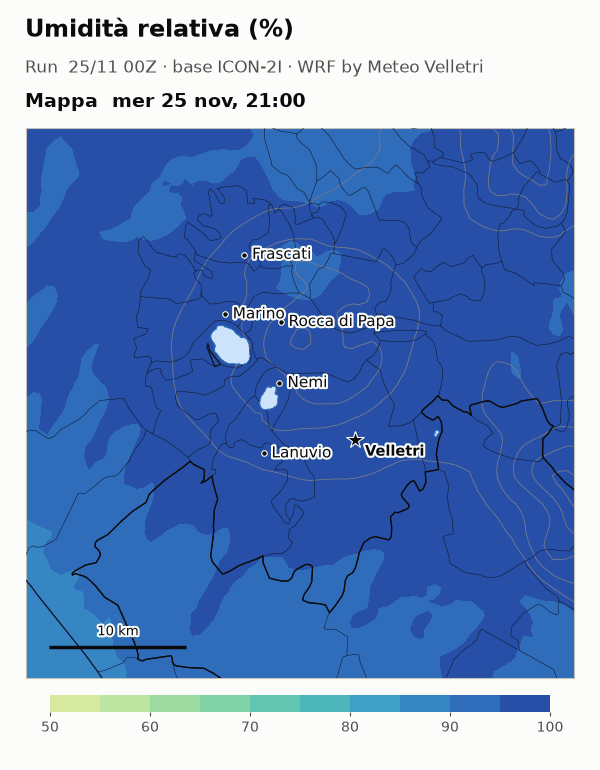 Umidità relativa (%)
Run  25/11 00Z · base ICON-2I · WRF by Meteo Velletri
Mappa  mer 25 nov, 21:00
Frascati
Marino
Rocca di Papa
Nemi
Velletri
Lanuvio
10 km
50 60 70 80 90 100